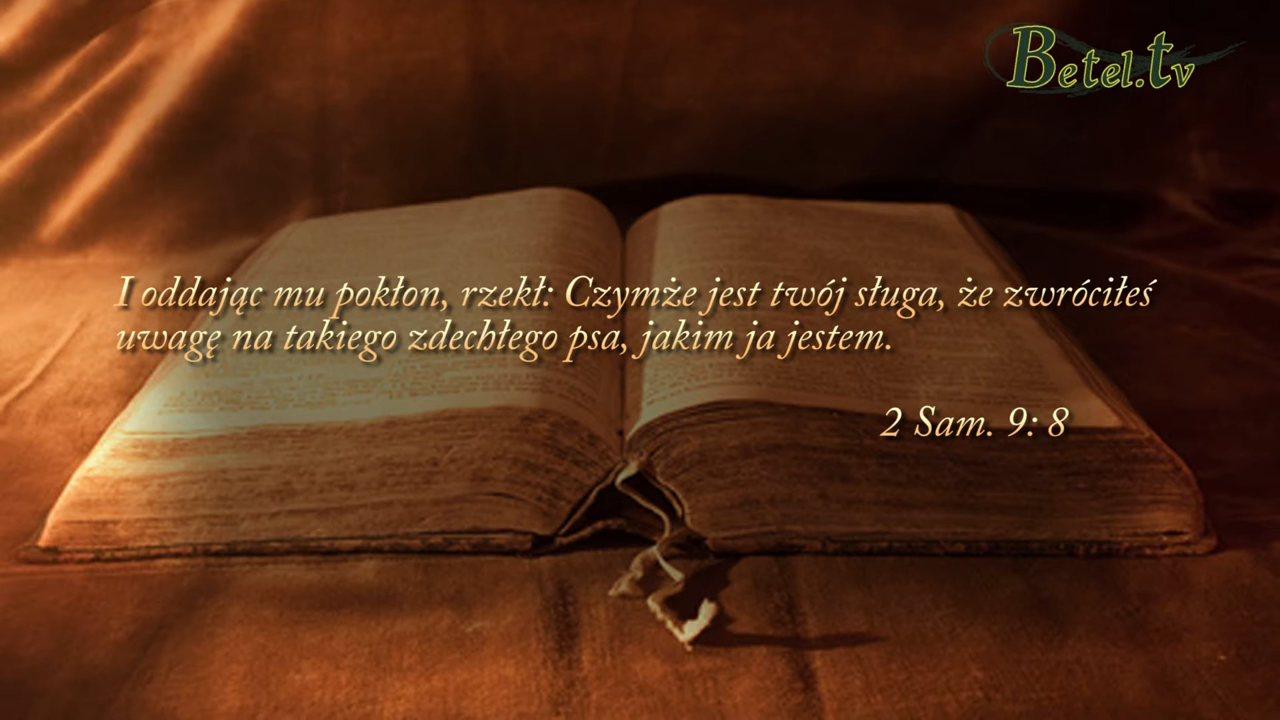 Betel.tv
I oddając mu pokłon, rzekł: Czymże jest twój sługa, że zwróciłeś
uwagę na takiego zdechłego psa, jakim ja jestem.
2 Sam. 9: 8